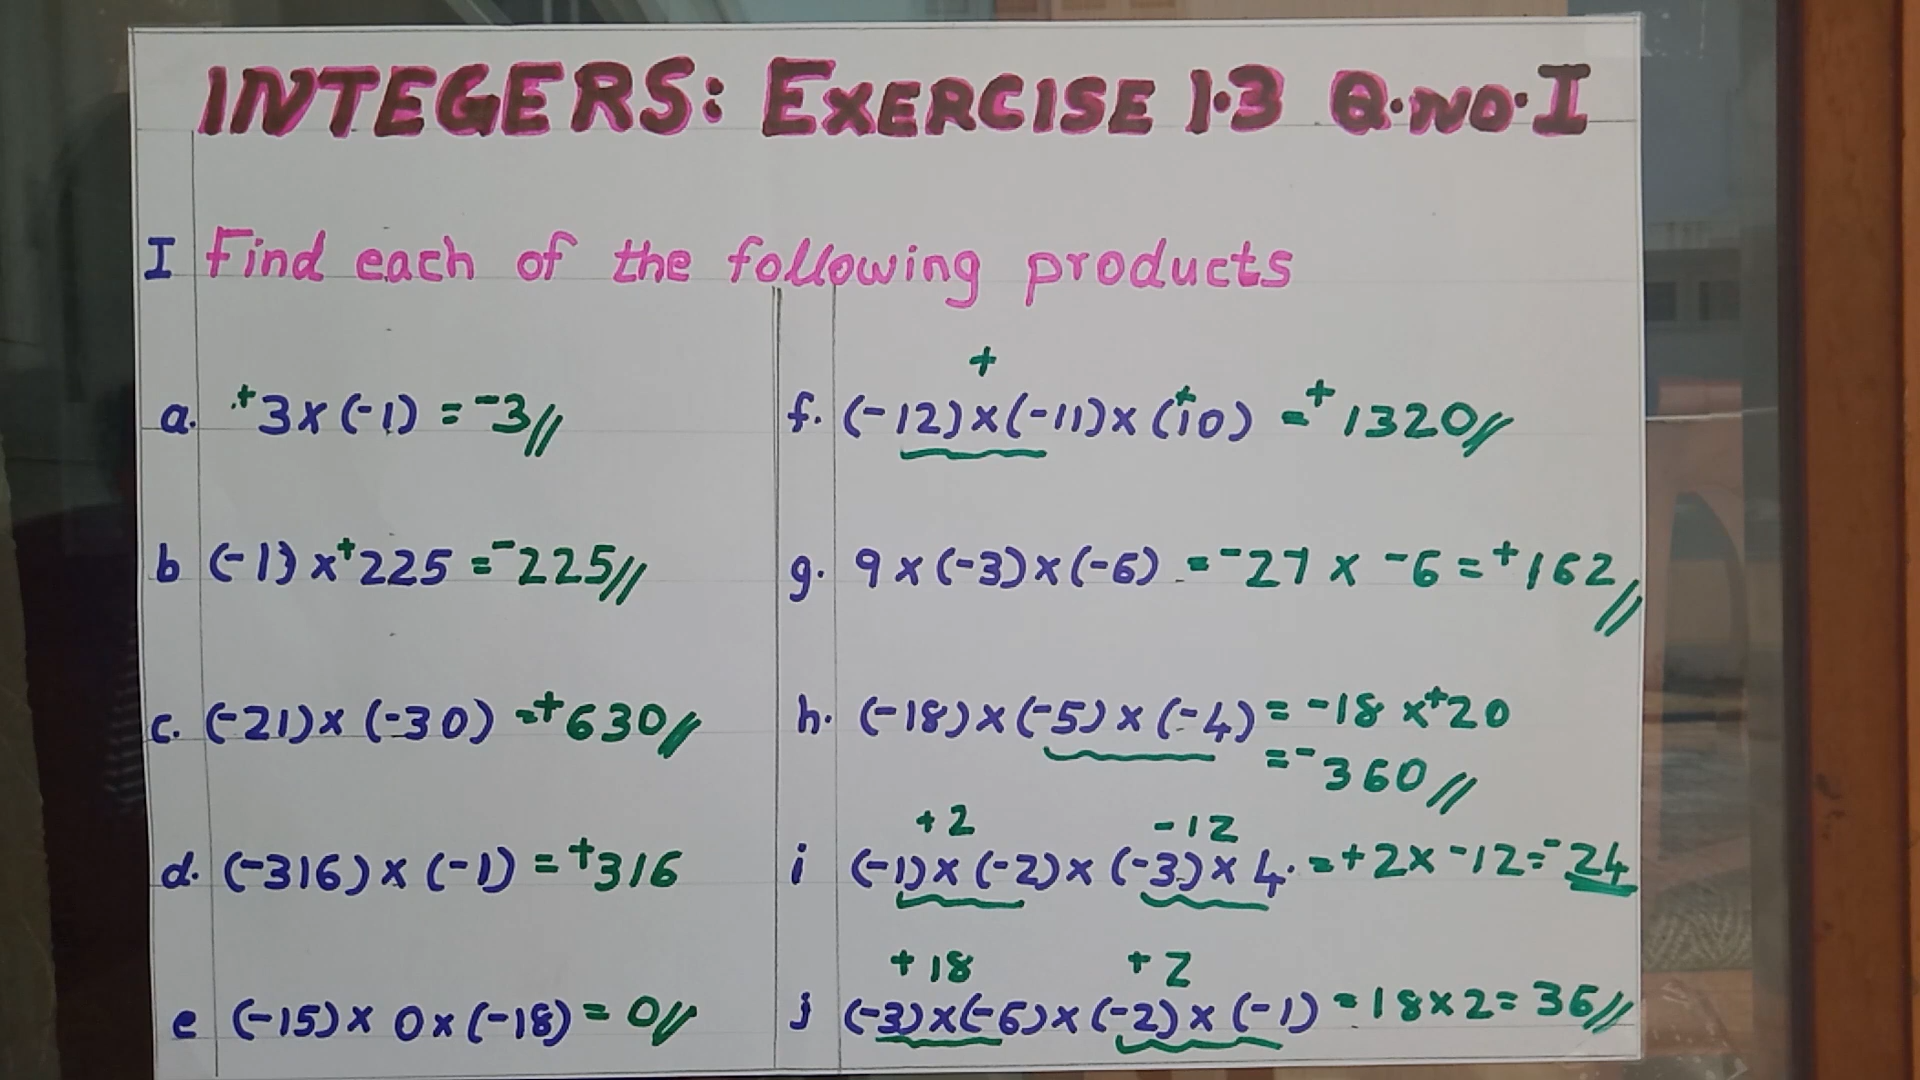 INTEGERS: EXERCISE 1.3 Q.NO.I
I Find each of the following products
a. +3 × (-1) = -3//
b (-1) × +225 = -225//
c. (-21) × (-30) = +630//
d. (-316) × (-1) = +316
e (-15) × 0 × (-18) = 0//
+
f. (-12) × (-11) × (+10) = +1320//
g. 9 × (-3) × (-6) = -27 × -6 = +162//
h. (-18) × (-5) × (-4) = -18 × +20
= -360//
+2 -12
i (-1) × (-2) × (-3) × 4. = +2 × -12 = -24
+18 +2
j (-3) × (-6) × (-2) × (-1) = 18 × 2 = 36//